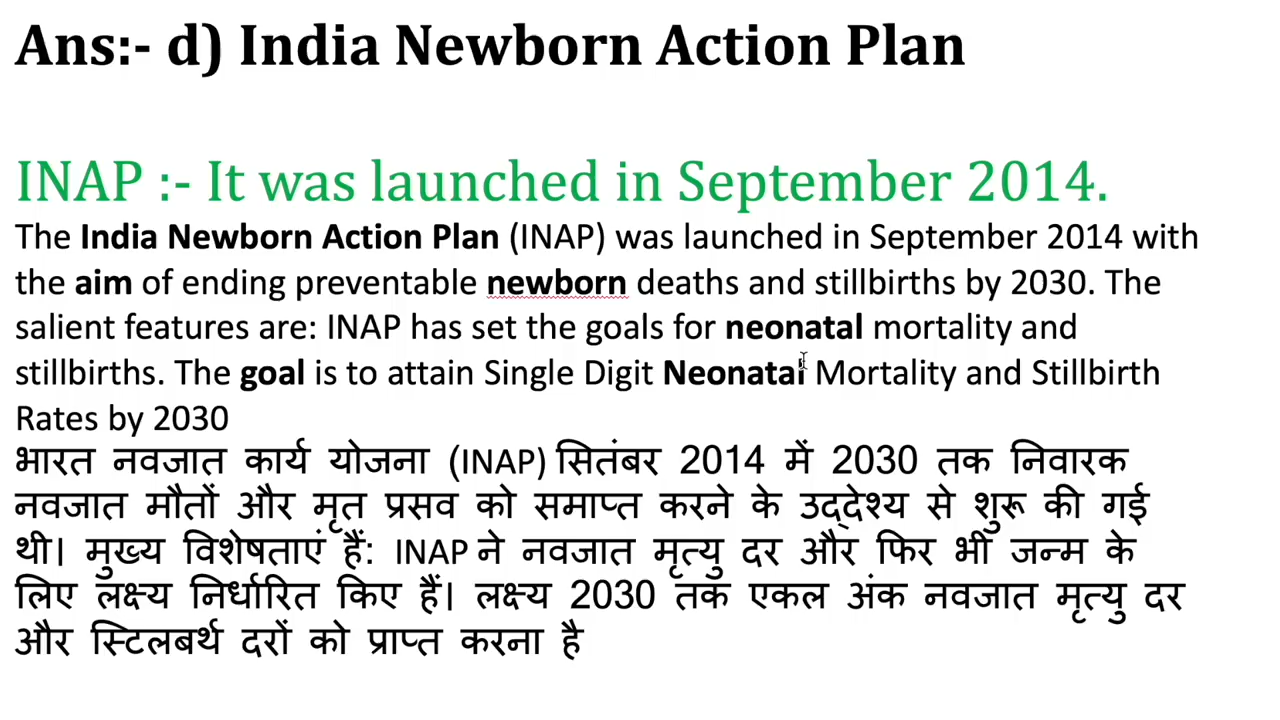 Ans:- d) India Newborn Action Plan
INAP :- It was launched in September 2014.
The India Newborn Action Plan (INAP) was launched in September 2014 with
the aim of ending preventable newborn deaths and stillbirths by 2030. The
salient features are: INAP has set the goals for neonatal mortality and
stillbirths. The goal is to attain Single Digit Neonatal Mortality and Stillbirth
Rates by 2030
भारत नवजात कार्य योजना (INAP) सितंबर 2014 में 2030 तक निवारक
नवजात मौतों और मृत प्रसव को समाप्त करने के उद्देश्य से शुरू की गई
थी। मुख्य विशेषताएं हैं: INAP ने नवजात मृत्यु दर और फिर भी जन्म के
लिए लक्ष्य निर्धारित किए हैं। लक्ष्य 2030 तक एकल अंक नवजात मृत्यु दर
और स्टिलबर्थ दरों को प्राप्त करना है